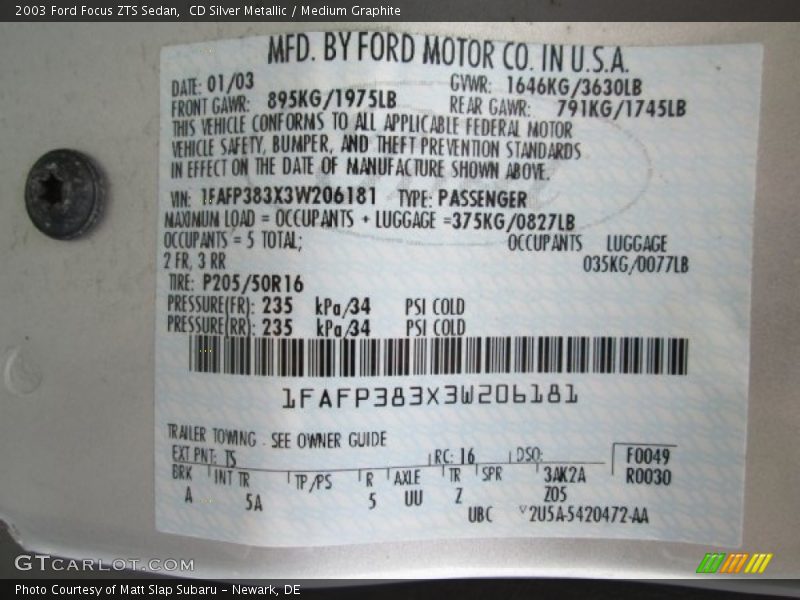 2003 Ford Focus ZTS Sedan,  CD Silver Metallic / Medium Graphite
MFD. BY FORD MOTOR CO. IN U.S.A.
DATE: 01/03 GVWR: 1646KG/3630LB
FRONT GAWR: 895KG/1975LB REAR GAWR: 791KG/1745LB
THIS VEHICLE CONFORMS TO ALL APPLICABLE FEDERAL MOTOR
VEHICLE SAFETY, BUMPER, AND THEFT PREVENTION STANDARDS
IN EFFECT ON THE DATE OF MANUFACTURE SHOWN ABOVE.
VIN: 1FAFP383X3W206181 TYPE: PASSENGER
MAXIMUM LOAD = OCCUPANTS + LUGGAGE =375KG/0827LB
OCCUPANTS = 5 TOTAL; OCCUPANTS LUGGAGE
2 FR, 3 RR 035KG/0077LB
TIRE: P205/50R16
PRESSURE(FR): 235 kPa/34 PSI COLD
PRESSURE(RR): 235 kPa/34 PSI COLD
1FAFP383X3W206181
TRAILER TOWING - SEE OWNER GUIDE
EXT PNT: TS RC: 16 DSO: F0049
BRK INT TR TP/PS R AXLE TR SPR 3AK2A R0030
A 5A 5 UU Z Z05
UBC V2U5A-5420472-AA
GTCARLOT.COM
Photo Courtesy of Matt Slap Subaru - Newark, DE